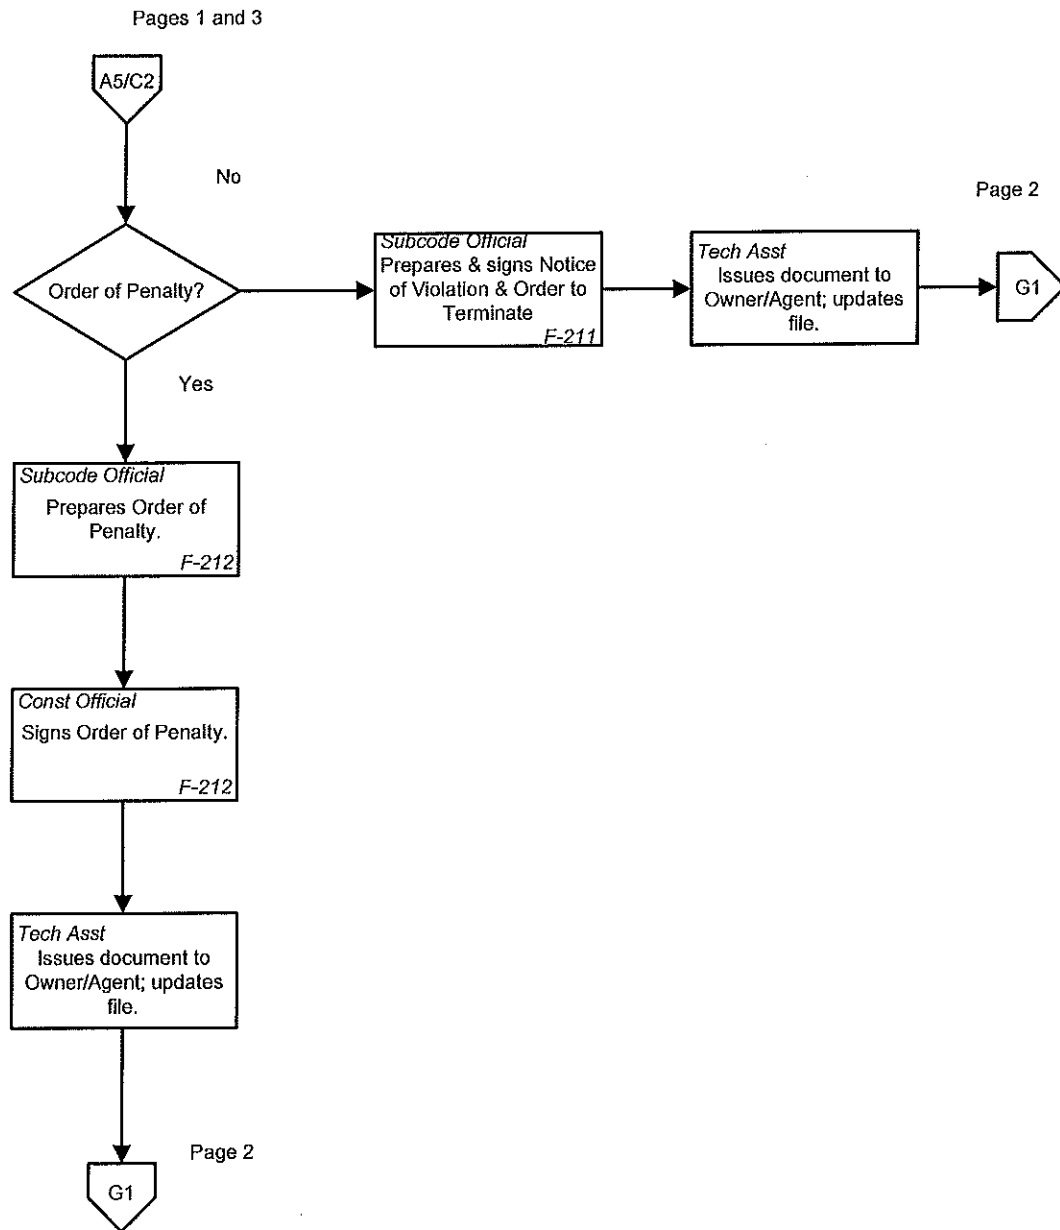 Pages 1 and 3
A5/C2
No
Page 2
Order of Penalty?
Subcode Official
Prepares & signs Notice
of Violation & Order to
Terminate
F-211
Tech Asst
Issues document to
Owner/Agent; updates
file.
G1
Yes
Subcode Official
Prepares Order of
Penalty.
F-212
Const Official
Signs Order of Penalty.
F-212
Tech Asst
Issues document to
Owner/Agent; updates
file.
Page 2
G1